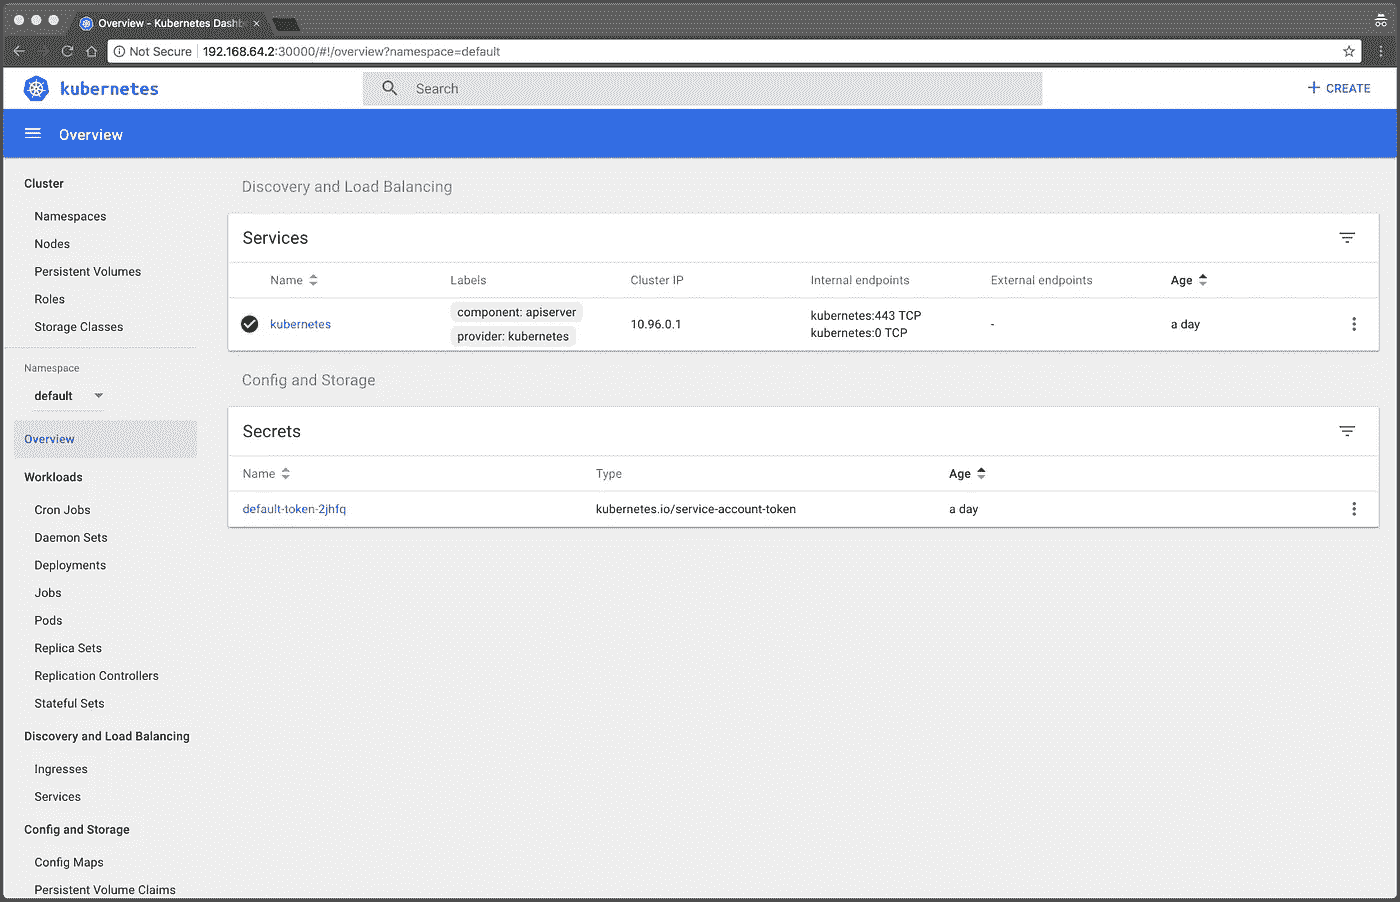 Overview - Kubernetes Dashb
Not Secure 192.168.64.2:30000/#!/overview?namespace=default
kubernetes
Search
CREATE
Overview
Cluster
Namespaces
Nodes
Persistent Volumes
Roles
Storage Classes
Namespace
default
Overview
Workloads
Cron Jobs
Daemon Sets
Deployments
Jobs
Pods
Replica Sets
Replication Controllers
Stateful Sets
Discovery and Load Balancing
Ingresses
Services
Config and Storage
Config Maps
Persistent Volume Claims
Discovery and Load Balancing
Services
Name Labels Cluster IP Internal endpoints External endpoints Age
kubernetes component: apiserver 10.96.0.1 kubernetes:443 TCP - a day
provider: kubernetes kubernetes:0 TCP
Config and Storage
Secrets
Name Type Age
default-token-2jhfq kubernetes.io/service-account-token a day